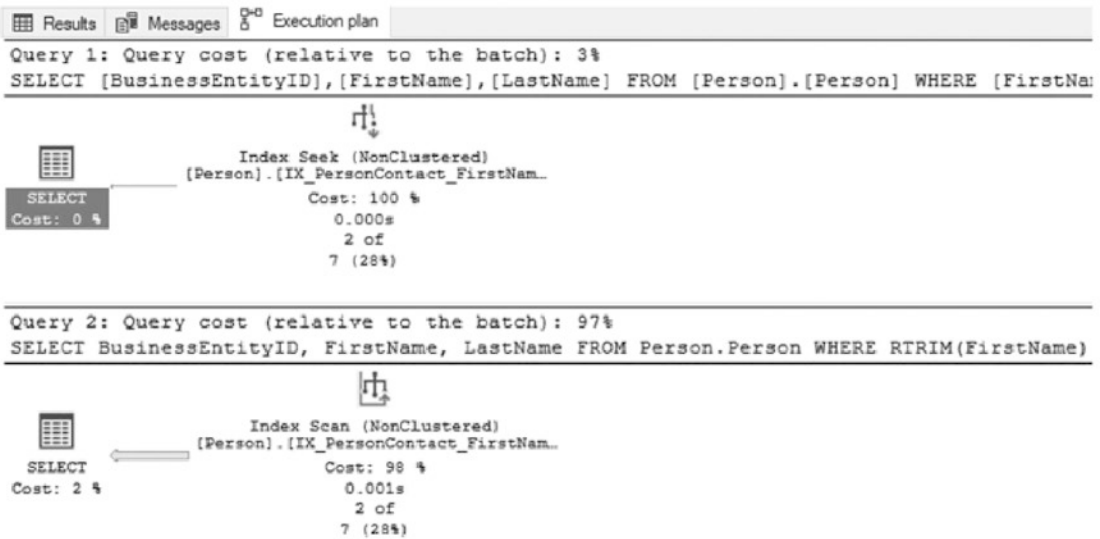 Results Messages Execution plan
Query 1: Query cost (relative to the batch): 3%
SELECT [BusinessEntityID],[FirstName],[LastName] FROM [Person].[Person] WHERE [FirstNa
Index Seek (NonClustered)
[Person].[IX_PersonContact_FirstNam…
SELECT
Cost: 0 %
Cost: 100 %
0.000s
2 of
7 (28%)
Query 2: Query cost (relative to the batch): 97%
SELECT BusinessEntityID, FirstName, LastName FROM Person.Person WHERE RTRIM(FirstName)
Index Scan (NonClustered)
[Person].[IX_PersonContact_FirstNam…
SELECT
Cost: 2 %
Cost: 98 %
0.001s
2 of
7 (28%)